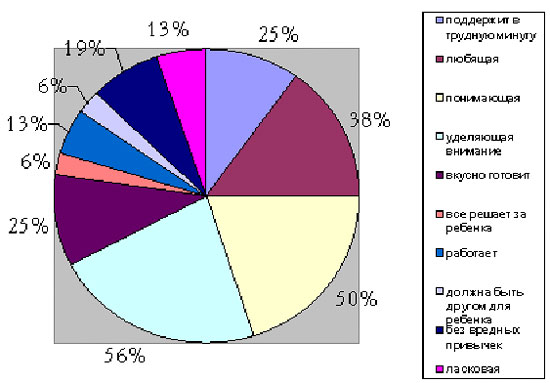 13%
25%
19%
6%
38%
13%
6%
25%
50%
56%
поддержит в
трудную минуту
любящая
понимающая
уделяющая
внимание
вкусно готовит
все решает за
ребенка
работает
должна быть
другом для
ребенка
без вредных
привычек
ласковая